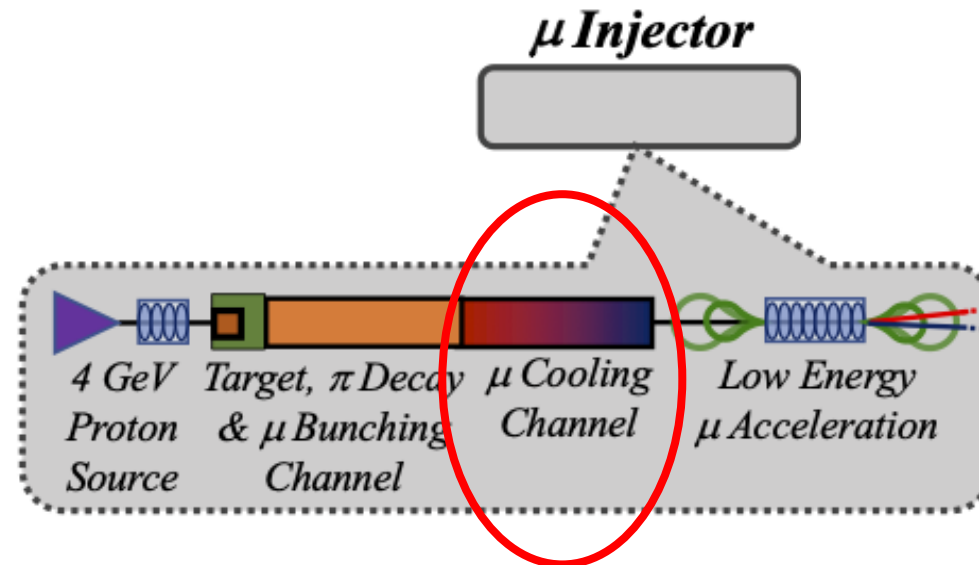 μ Injector
4 GeV
Proton
Source
Target, π Decay
& μ Bunching
Channel
μ Cooling
Channel
Low Energy
μ Acceleration